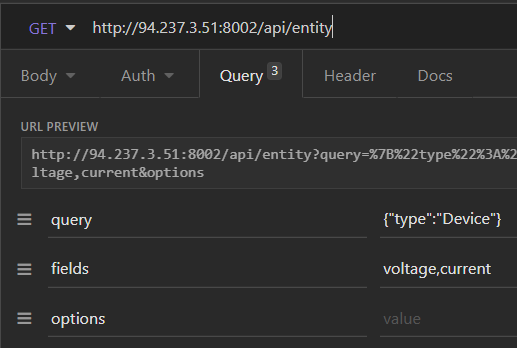 GET http://94.237.3.51:8002/api/entity
Body Auth Query 3 Header Docs
URL PREVIEW
http://94.237.3.51:8002/api/entity?query=%7B%22type%22%3A%2
ltage,current&options
query {"type":"Device"}
fields voltage,current
options value